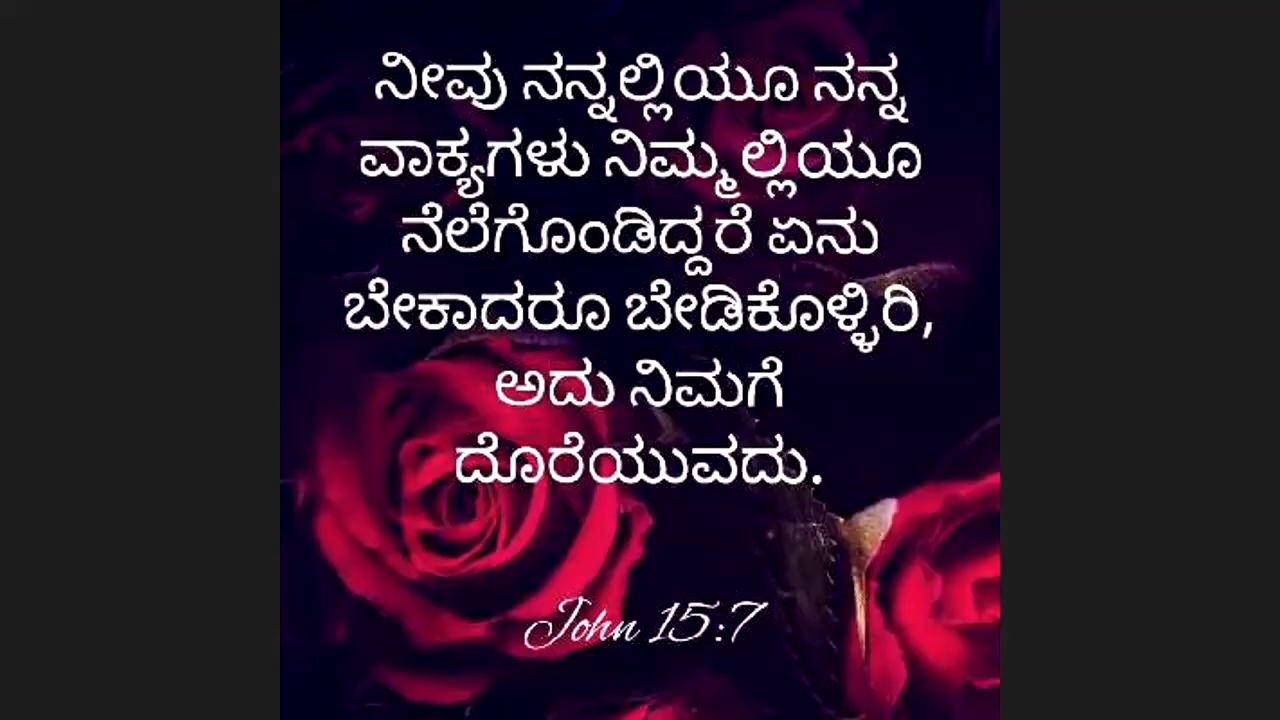 ನೀವು ನನ್ನಲ್ಲಿಯೂ ನನ್ನ
ವಾಕ್ಯಗಳು ನಿಮ್ಮಲ್ಲಿಯೂ
ನೆಲೆಗೊಂಡಿದ್ದರೆ ಏನು
ಬೇಕಾದರೂ ಬೇಡಿಕೊಳ್ಳಿರಿ,
ಅದು ನಿಮಗೆ
ದೊರೆಯುವದು.
John 15:7